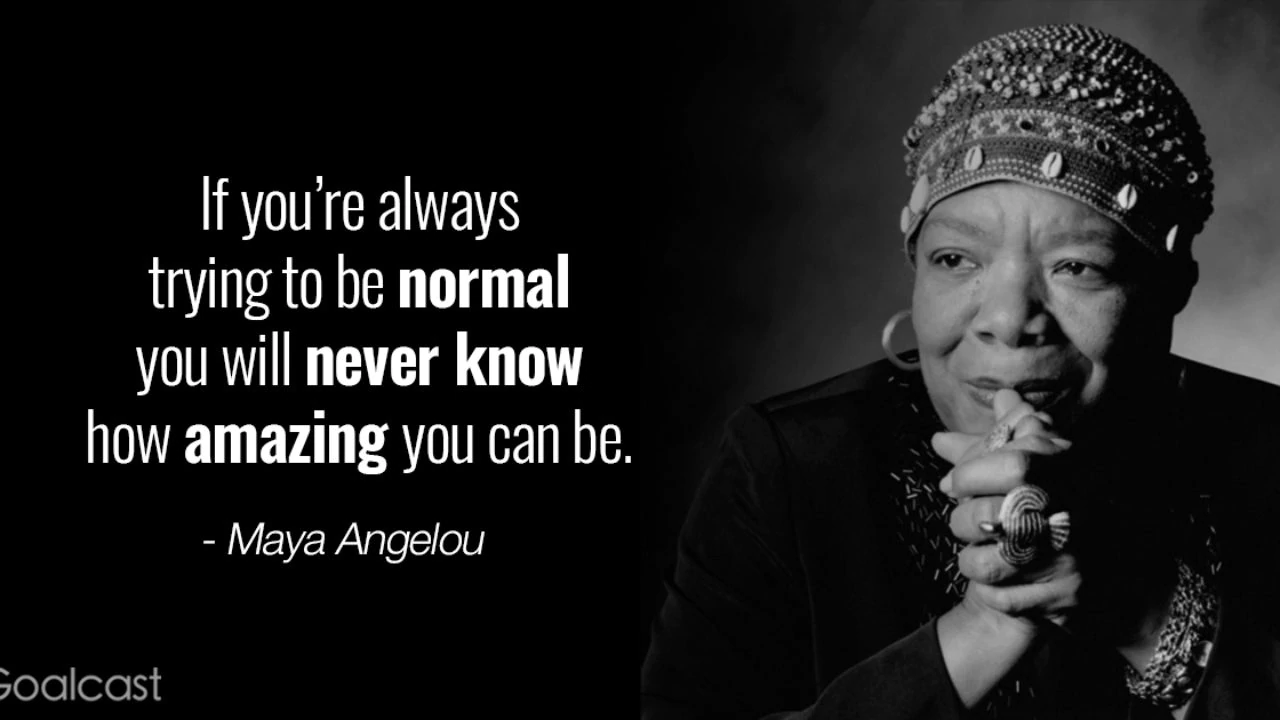 If you’re always
trying to be normal
you will never know
how amazing you can be.
- Maya Angelou
Goalcast